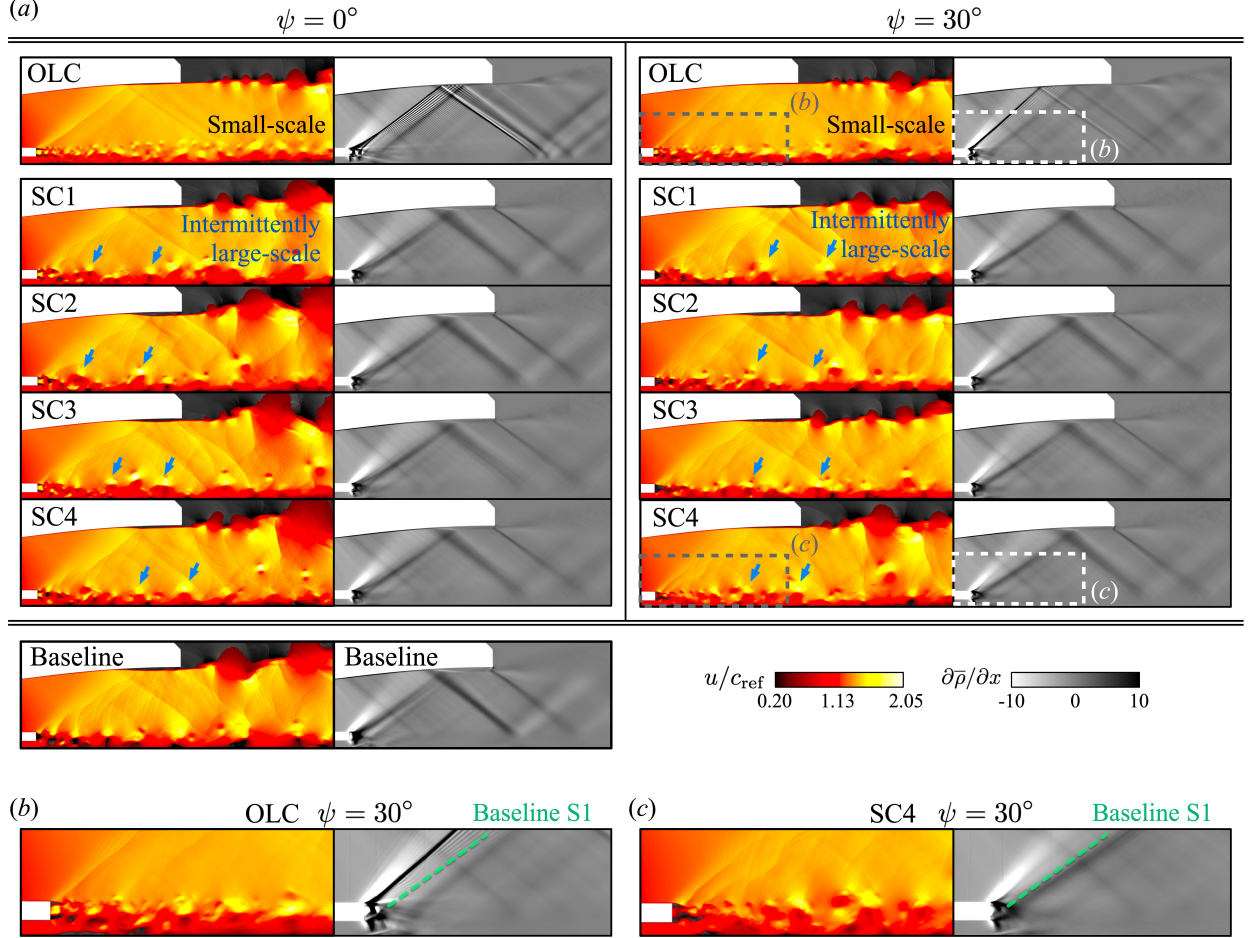 (a)
ψ = 0°
ψ = 30°
OLC
Small-scale
OLC
(b)
Small-scale
(b)
SC1
Intermittently
large-scale
SC1
Intermittently
large-scale
SC2
SC2
SC3
SC3
SC4
SC4
(c)
(c)
Baseline
Baseline
u/c_ref
0.20 1.13 2.05
∂ρ̅/∂x
-10 0 10
(b)
OLC ψ = 30°
Baseline S1
(c)
SC4 ψ = 30°
Baseline S1